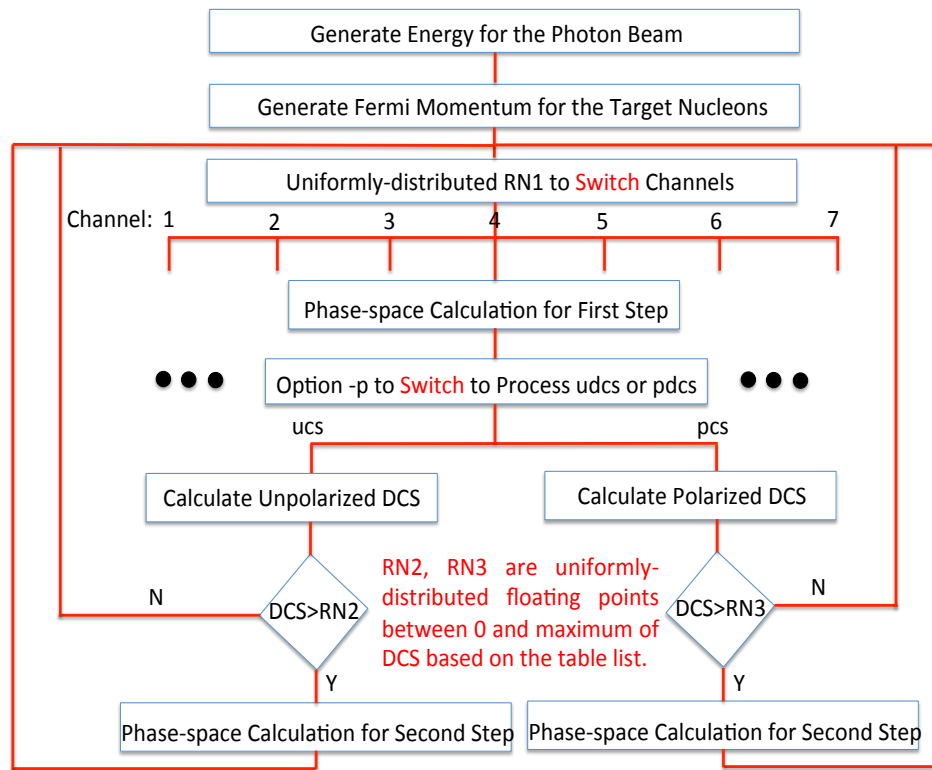 Generate Energy for the Photon Beam
Generate Fermi Momentum for the Target Nucleons
Uniformly-distributed RN1 to Switch Channels
Channel: 1 2 3 4 5 6 7
Phase-space Calculation for First Step
Option -p to Switch to Process udcs or pdcs
ucs pcs
Calculate Unpolarized DCS
Calculate Polarized DCS
RN2, RN3 are uniformly-
distributed floating points
between 0 and maximum of
DCS based on the table list.
N
DCS>RN2
DCS>RN3
N
Y
Y
Phase-space Calculation for Second Step
Phase-space Calculation for Second Step